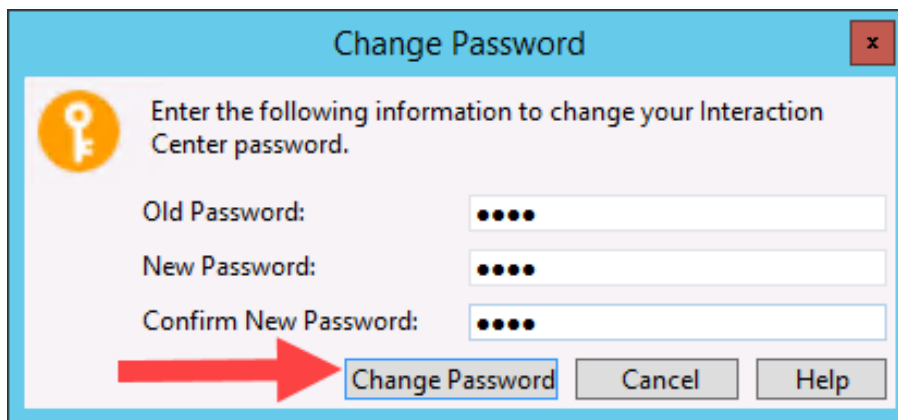 Change Password
x
Enter the following information to change your Interaction
Center password.
Old Password: ••••
New Password: ••••
Confirm New Password: ••••
Change Password Cancel Help